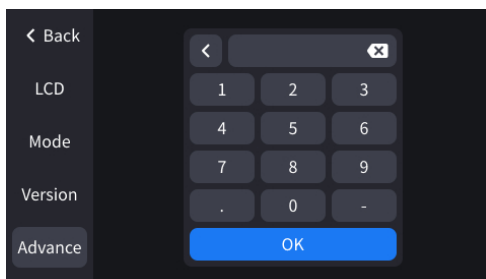 Back
LCD
Mode
Version
Advance
1 2 3
4 5 6
7 8 9
. 0 -
OK